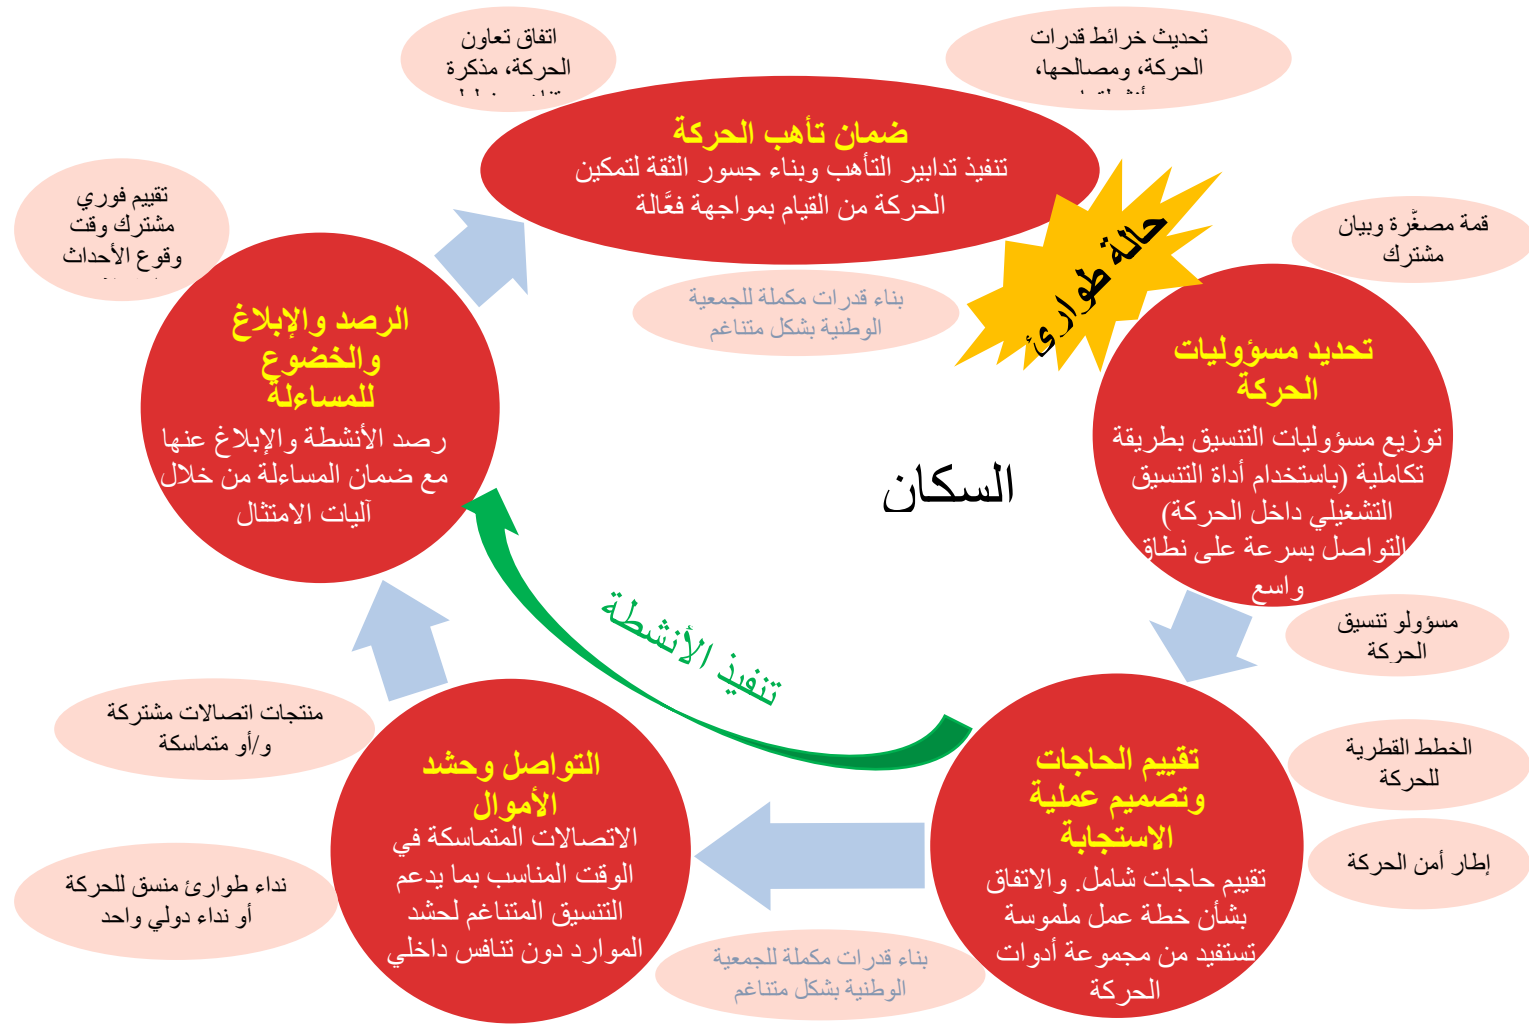 اتفاق تعاون
الحركة، مذكرة
تحديث خرائط قدرات
الحركة، ومصالحها،
ضمان تأهب الحركة
تنفيذ تدابير التأهب وبناء جسور الثقة لتمكين
الحركة من القيام بمواجهة فعَّالة
حالة طوارئ
بناء قدرات مكملة للجمعية
الوطنية بشكل متناغم
قمة مصغَّرة وبيان
مشترك
تحديد مسؤوليات
الحركة
توزيع مسؤوليات التنسيق بطريقة
تكاملية (باستخدام أداة التنسيق
التشغيلي داخل الحركة)
التواصل بسرعة على نطاق
واسع
مسؤولو تنسيق
الحركة
السكان
تقييم فوري
مشترك وقت
وقوع الأحداث
الرصد والإبلاغ
والخضوع
للمساءلة
رصد الأنشطة والإبلاغ عنها
مع ضمان المساءلة من خلال
آليات الامتثال
تنفيذ الأنشطة
الخطط القطرية
للحركة
إطار أمن الحركة
تقييم الحاجات
وتصميم عملية
الاستجابة
تقييم حاجات شامل. والاتفاق
بشأن خطة عمل ملموسة
تستفيد من مجموعة أدوات
الحركة
بناء قدرات مكملة للجمعية
الوطنية بشكل متناغم
التواصل وحشد
الأموال
الاتصالات المتماسكة في
الوقت المناسب بما يدعم
التنسيق المتناغم لحشد
الموارد دون تنافس داخلي
منتجات اتصالات مشتركة
و/أو متماسكة
نداء طوارئ منسق للحركة
أو نداء دولي واحد